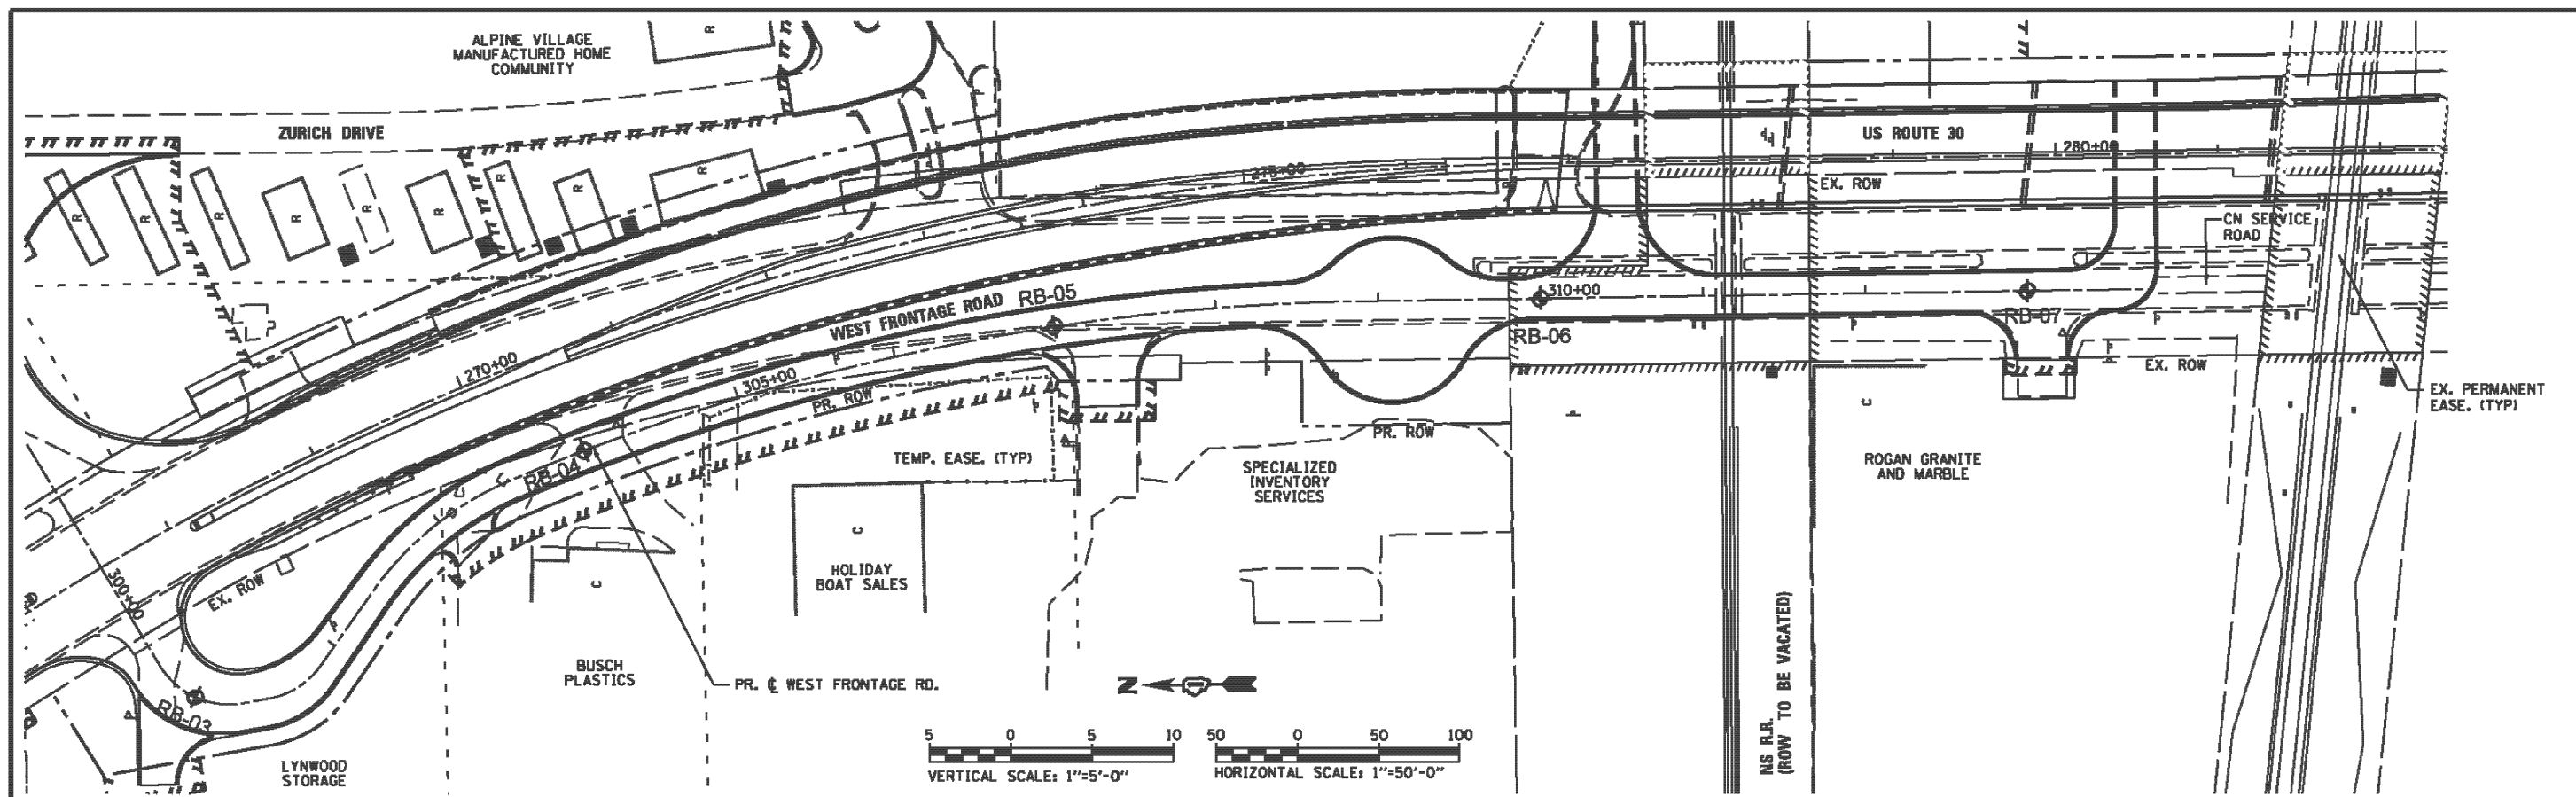 ALPINE VILLAGE
MANUFACTURED HOME
COMMUNITY
R
ZURICH DRIVE
US ROUTE 30
280+00
275+00
EX. ROW
R
R
R
R
R
R
R
R
R
CN SERVICE
ROAD
WEST FRONTAGE ROAD
RB-05
310+00
RB-06
RB-07
EX. ROW
270+00
305+00
PR. ROW
EX. PERMANENT
EASE. (TYP)
PR. ROW
RB-04
TEMP. EASE. (TYP)
SPECIALIZED
INVENTORY
SERVICES
C
ROGAN GRANITE
AND MARBLE
C
HOLIDAY
BOAT SALES
C
300+00
EX. ROW
BUSCH
PLASTICS
PR. ℄ WEST FRONTAGE RD.
N
RB-03
NS R.R.
(ROW TO BE VACATED)
LYNWOOD
STORAGE
5 0 5 10
VERTICAL SCALE: 1"=5'-0"
50 0 50 100
HORIZONTAL SCALE: 1"=50'-0"